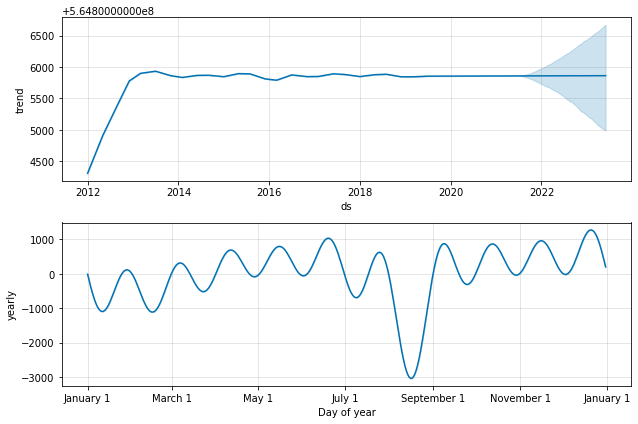 +5.6480000000e8
6500
6000
5500
5000
4500
trend
2012
2014
2016
2018
2020
2022
ds
1000
0
−1000
−2000
−3000
yearly
January 1
March 1
May 1
July 1
September 1
November 1
January 1
Day of year